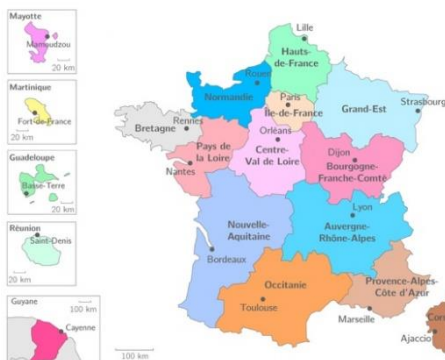 Mayotte
Mamoudzou
20 km
Martinique
Fort-de-France
20 km
Guadeloupe
Basse-Terre
20 km
Réunion
Saint-Denis
20 km
Guyane
100 km
Cayenne
Lille
Hauts-
de-France
Rouen
Normandie
Paris
Île-de-France
Grand-Est
Strasbourg
Rennes
Bretagne
Orléans
Pays de
la Loire
Centre-
Val de Loire
Dijon
Bourgogne-
Franche-Comté
Nantes
Lyon
Nouvelle-
Aquitaine
Auvergne-
Rhône-Alpes
Bordeaux
Occitanie
Provence-Alpes-
Côte d'Azur
Toulouse
Marseille
Cor
Ajaccio
100 km